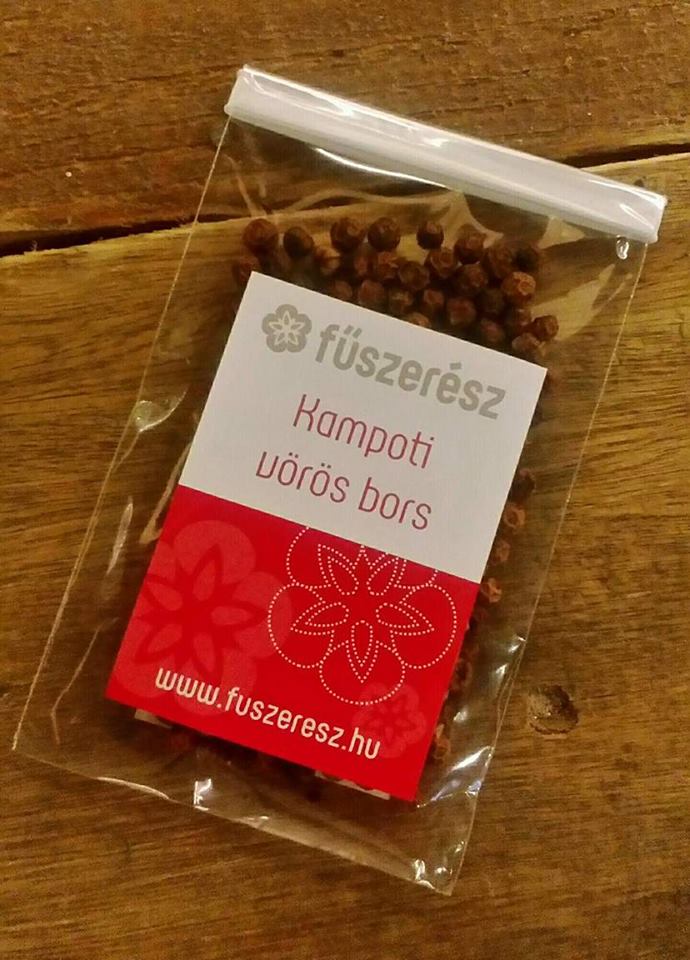 fűszerész
Kampoti
vörös bors
www.fuszeresz.hu